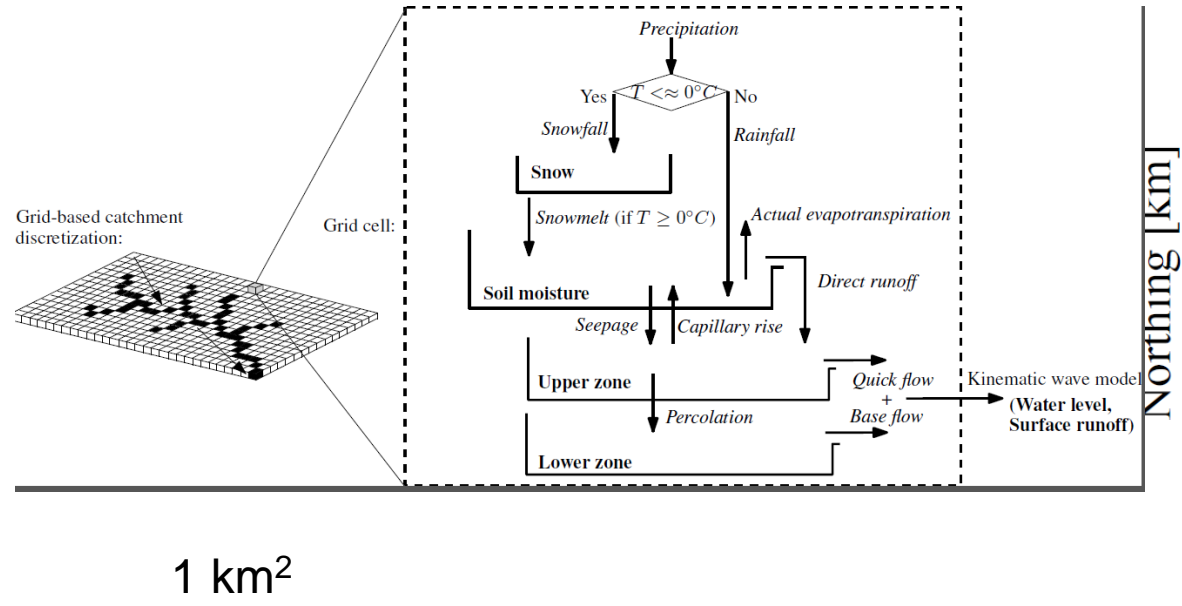 Precipitation
T <≈ 0°C
Yes
No
Snowfall
Rainfall
Snow
Grid-based catchment
discretization:
Grid cell:
Snowmelt (if T ≥ 0°C)
Actual evapotranspiration
Soil moisture
Direct runoff
Seepage
Capillary rise
Upper zone
Quick flow
+
Base flow
Kinematic wave model
(Water level,
Surface runoff)
Percolation
Lower zone
Northing [km]
1 km²